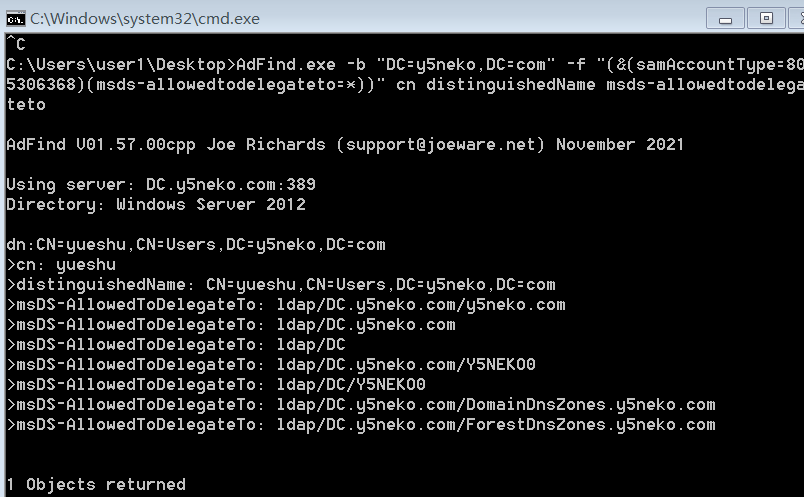 C:\Windows\system32\cmd.exe
^C
C:\Users\user1\Desktop>AdFind.exe -b "DC=y5neko,DC=com" -f "(&(samAccountType=80
5306368)(msds-allowedtodelegateto=*))" cn distinguishedName msds-allowedtodelega
teto
AdFind V01.57.00cpp Joe Richards (support@joeware.net) November 2021
Using server: DC.y5neko.com:389
Directory: Windows Server 2012
dn:CN=yueshu,CN=Users,DC=y5neko,DC=com
>cn: yueshu
>distinguishedName: CN=yueshu,CN=Users,DC=y5neko,DC=com
>msDS-AllowedToDelegateTo: ldap/DC.y5neko.com/y5neko.com
>msDS-AllowedToDelegateTo: ldap/DC.y5neko.com
>msDS-AllowedToDelegateTo: ldap/DC
>msDS-AllowedToDelegateTo: ldap/DC.y5neko.com/Y5NEKO0
>msDS-AllowedToDelegateTo: ldap/DC/Y5NEKO0
>msDS-AllowedToDelegateTo: ldap/DC.y5neko.com/DomainDnsZones.y5neko.com
>msDS-AllowedToDelegateTo: ldap/DC.y5neko.com/ForestDnsZones.y5neko.com
1 Objects returned